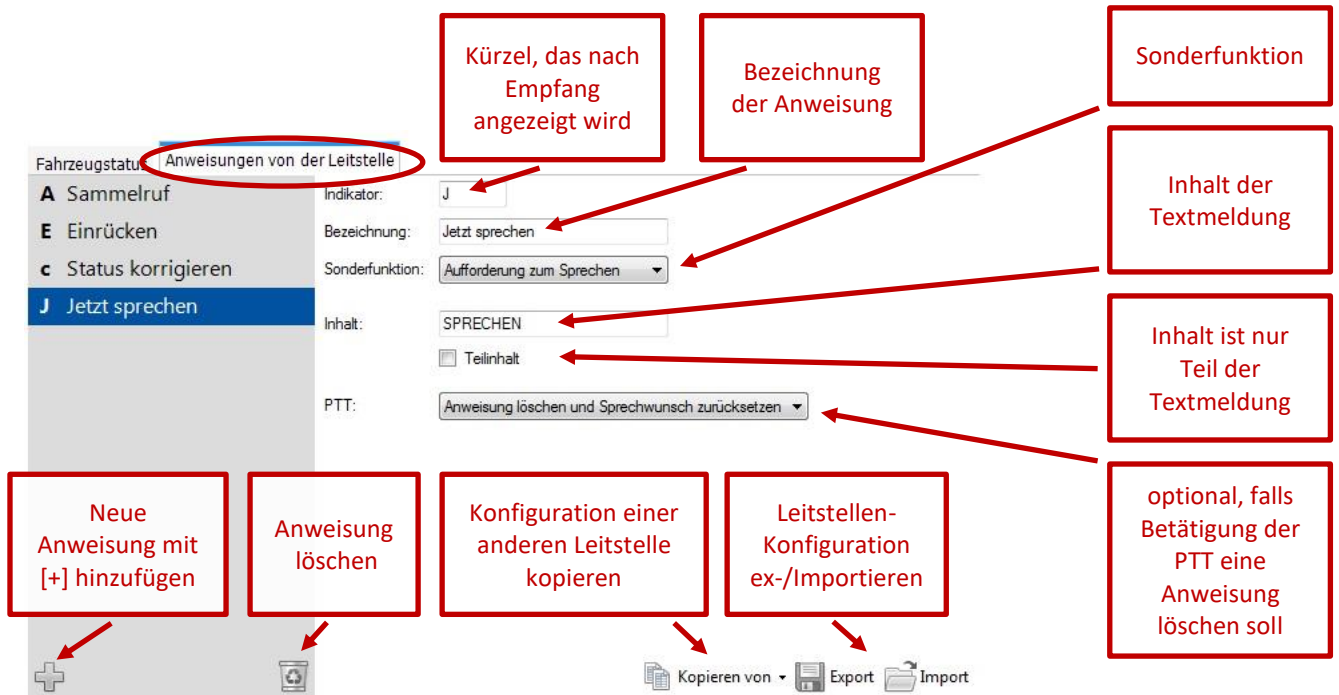 Kürzel, das nach
Empfang
angezeigt wird
Bezeichnung
der Anweisung
Sonderfunktion
Fahrzeugstatus
Anweisungen von der Leitstelle
A Sammelruf
E Einrücken
c Status korrigieren
J Jetzt sprechen
Indikator:
J
Bezeichnung:
Jetzt sprechen
Sonderfunktion:
Aufforderung zum Sprechen
Inhalt:
SPRECHEN
Teilinhalt
PTT:
Anweisung löschen und Sprechwunsch zurücksetzen
Inhalt der
Textmeldung
Inhalt ist nur
Teil der
Textmeldung
optional, falls
Betätigung der
PTT eine
Anweisung
löschen soll
Neue
Anweisung mit
[+] hinzufügen
Anweisung
löschen
Konfiguration einer
anderen Leitstelle
kopieren
Leitstellen-
Konfiguration
ex-/Importieren
Kopieren von
Export
Import